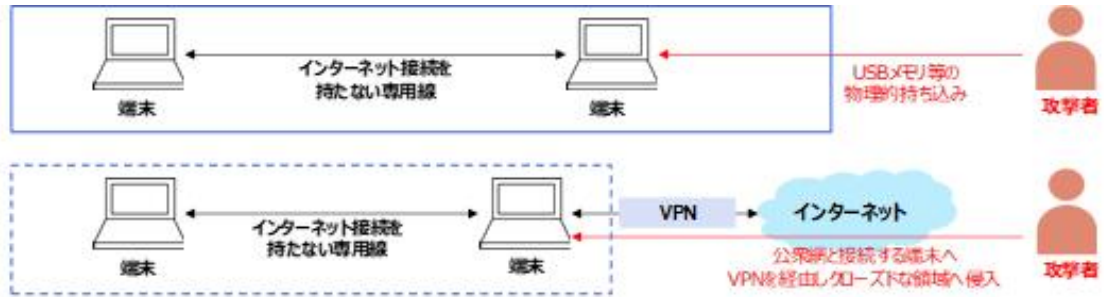 インターネット接続を
持たない専用線
端末
端末
USBメモリ等の
物理的持ち込み
攻撃者
インターネット接続を
持たない専用線
端末
端末
VPN
インターネット
公衆網と接続する端末へ
VPNを経由しクローズドな領域へ侵入
攻撃者